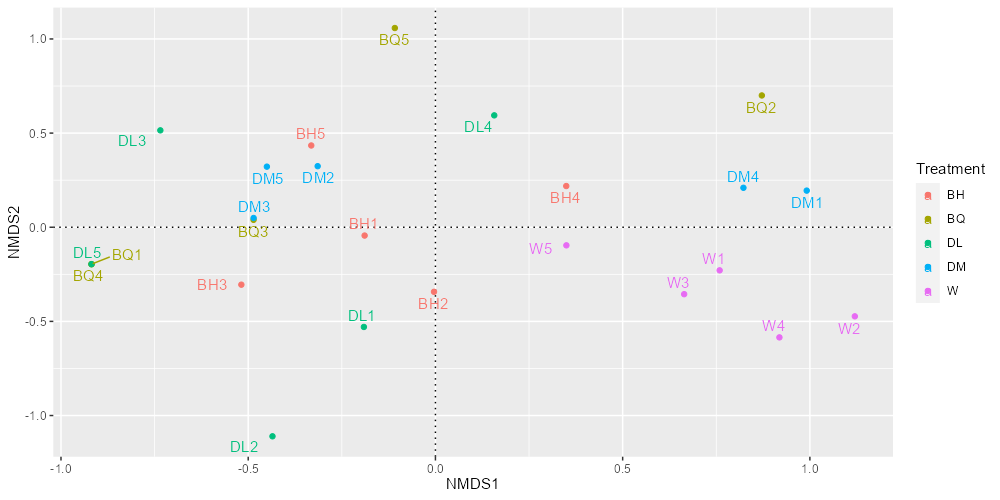 1.0
0.5
0.0
-0.5
-1.0
NMDS2
BQ5
BQ2
DL3
BH5
DL4
DM5
DM2
DM4
DM1
DM3
BH4
BQ3
BH1
DL5
BQ1
BQ4
W5
W1
BH3
BH2
W3
DL1
W4
W2
DL2
-1.0
-0.5
0.0
0.5
1.0
NMDS1
Treatment
a BH
a BQ
a DL
a DM
a W